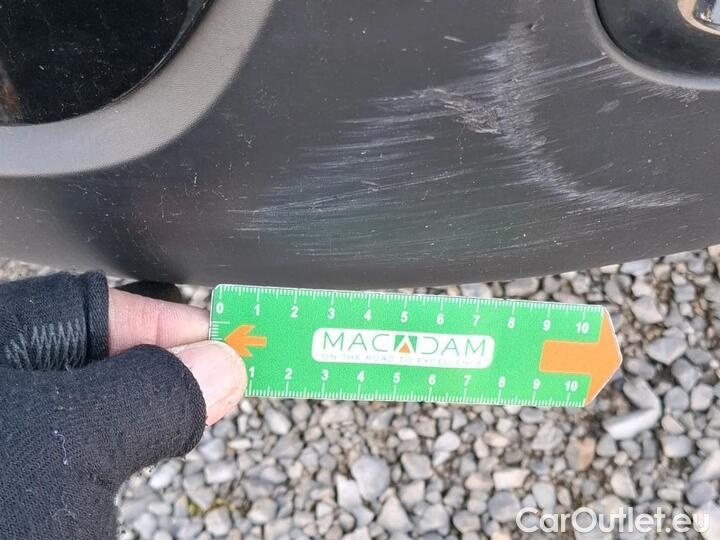 0 1 2 3 4 5 6 7 8 9 10
MACADAM
ON THE ROAD TO EXCELLENCE
1 2 3 4 5 6 7 8 9 10
CarOutlet.eu